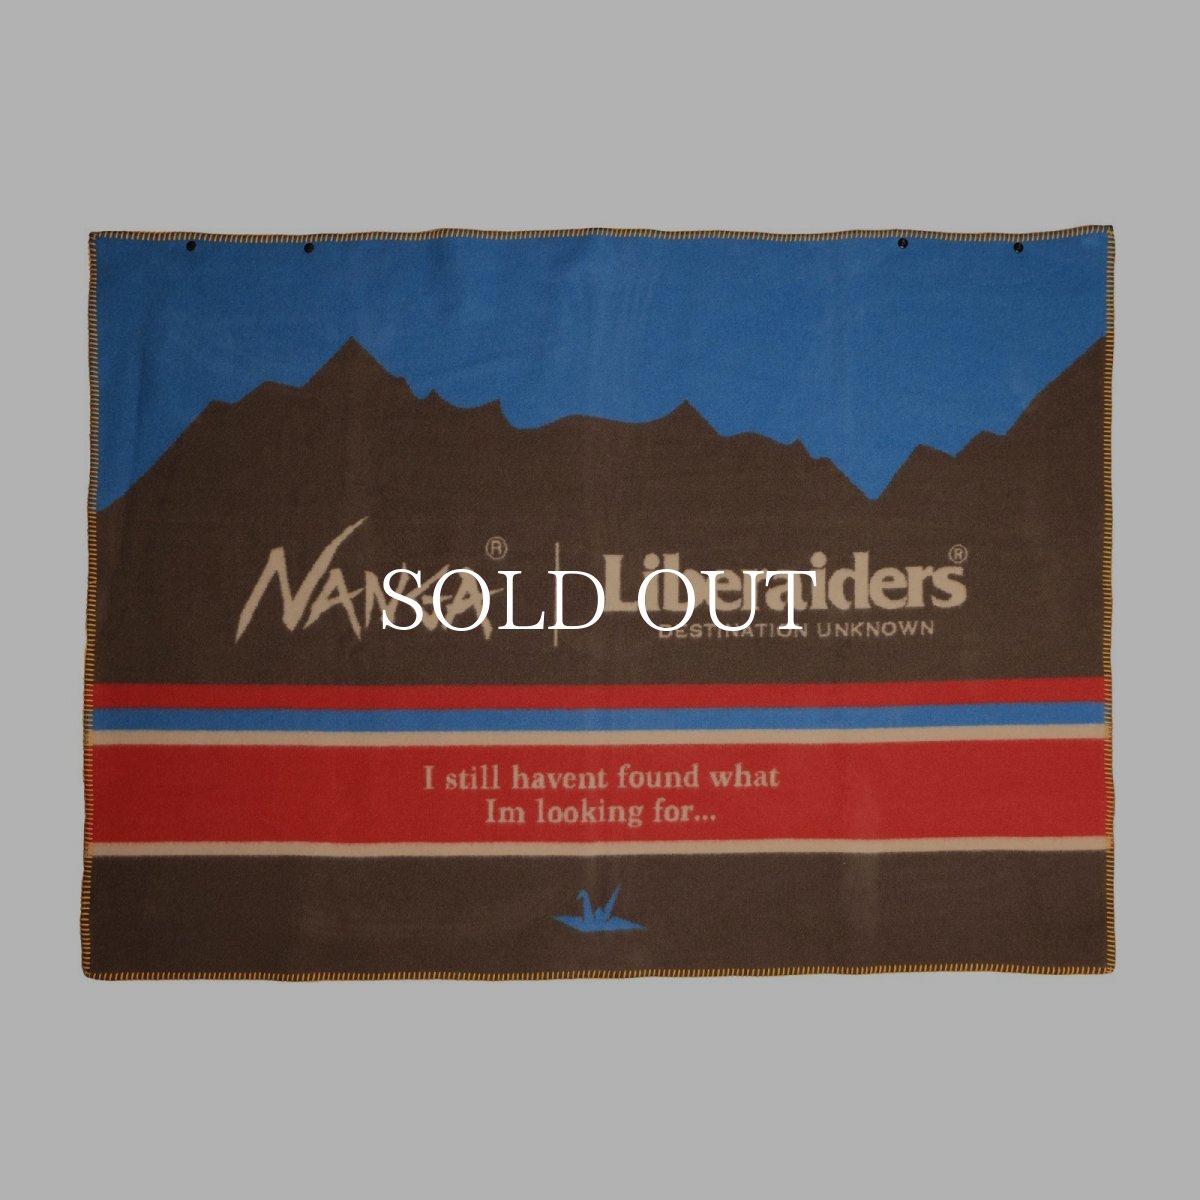 NANGA®
Liberaiders®
DESTINATION UNKNOWN
SOLD OUT
I still havent found what
Im looking for...